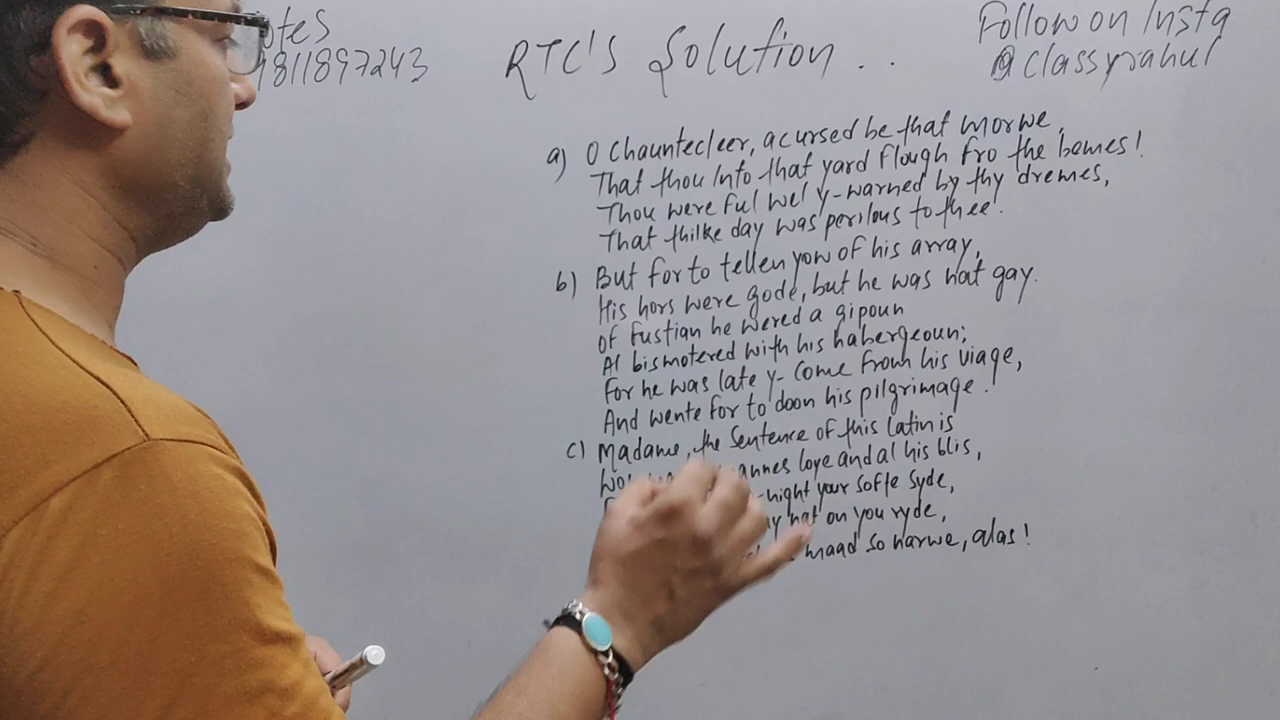 otes
9811897243
RTC's Solution ..
Follow on Insta
@classyrahul
a) O Chauntecleer, acursed be that morwe,
That thou into that yard flough fro the bemes!
Thou were ful wel y-warned by thy dremes,
That thilke day was perilous to thee.
b) But for to tellen yow of his array,
His hors were gode, but he was nat gay.
of fustian he wered a gipoun
Al bismotered with his habergeoun;
For he was late y-come from his viage,
And wente for to doon his pilgrimage.
c) Madame, the sentence of this latin is
annes loye and al his blis,
-night your softe syde,
nat on you ryde,
maad so narwe, alas!